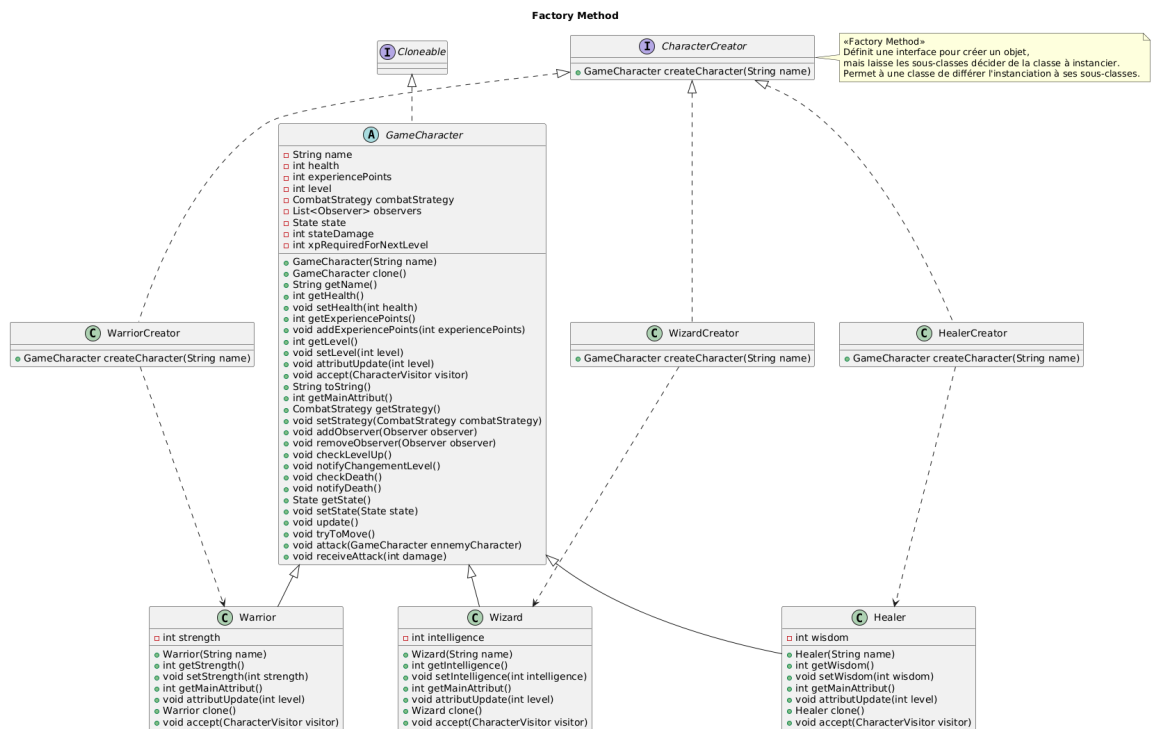 Factory Method
I Cloneable
I CharacterCreator
GameCharacter createCharacter(String name)
«Factory Method»
Définit une interface pour créer un objet,
mais laisse les sous-classes décider de la classe à instancier.
Permet à une classe de différer l'instanciation à ses sous-classes.
A GameCharacter
String name
int health
int experiencePoints
int level
CombatStrategy combatStrategy
List<Observer> observers
State state
int stateDamage
int xpRequiredForNextLevel
GameCharacter(String name)
GameCharacter clone()
String getName()
int getHealth()
void setHealth(int health)
int getExperiencePoints()
void addExperiencePoints(int experiencePoints)
int getLevel()
void setLevel(int level)
void attributUpdate(int level)
void accept(CharacterVisitor visitor)
String toString()
int getMainAttribut()
CombatStrategy getStrategy()
void setStrategy(CombatStrategy combatStrategy)
void addObserver(Observer observer)
void removeObserver(Observer observer)
void checkLevelUp()
void notifyChangementLevel()
void checkDeath()
void notifyDeath()
State getState()
void setState(State state)
void update()
void tryToMove()
void attack(GameCharacter ennemyCharacter)
void receiveAttack(int damage)
C WarriorCreator
GameCharacter createCharacter(String name)
C WizardCreator
GameCharacter createCharacter(String name)
C HealerCreator
GameCharacter createCharacter(String name)
C Warrior
int strength
Warrior(String name)
int getStrength()
void setStrength(int strength)
int getMainAttribut()
void attributUpdate(int level)
Warrior clone()
void accept(CharacterVisitor visitor)
C Wizard
int intelligence
Wizard(String name)
int getIntelligence()
void setIntelligence(int intelligence)
int getMainAttribut()
void attributUpdate(int level)
Wizard clone()
void accept(CharacterVisitor visitor)
C Healer
int wisdom
Healer(String name)
int getWisdom()
void setWisdom(int wisdom)
int getMainAttribut()
void attributUpdate(int level)
Healer clone()
void accept(CharacterVisitor visitor)